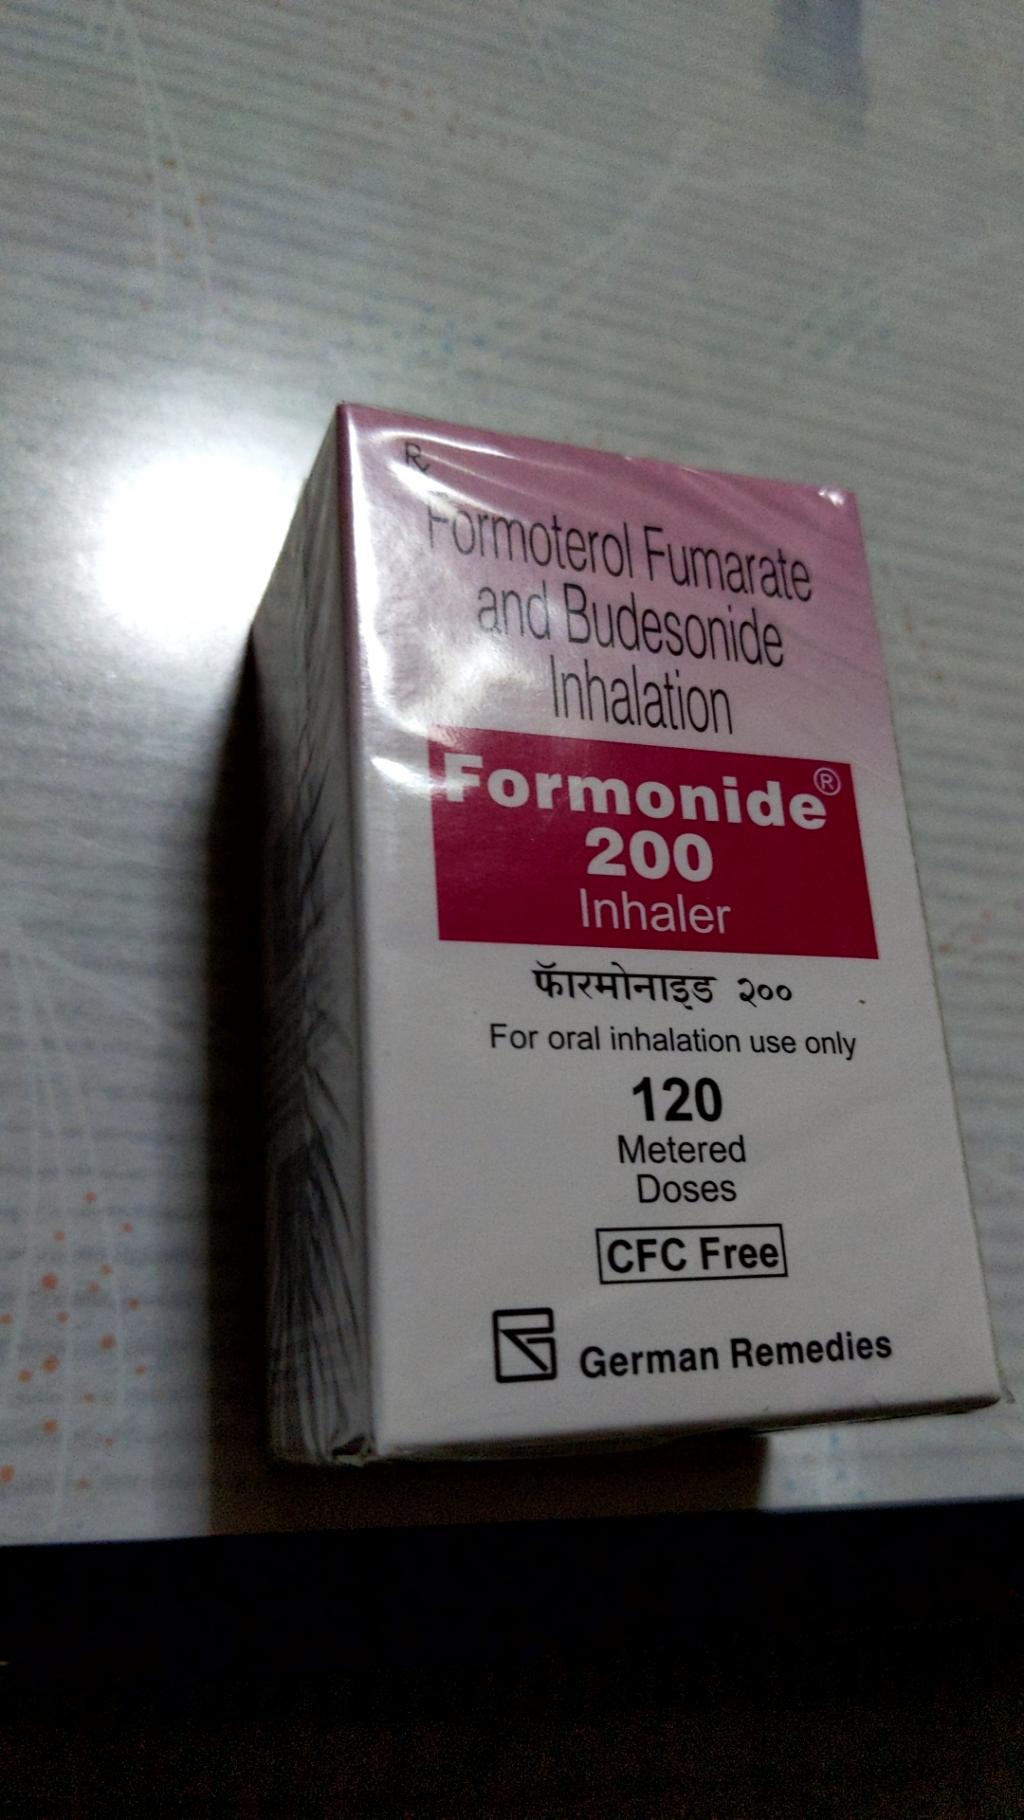 ℞
Formoterol Fumarate
and Budesonide
Inhalation
Formonide®
200
Inhaler
फॅारमोनाइड २००
For oral inhalation use only
120
Metered
Doses
CFC Free
German Remedies